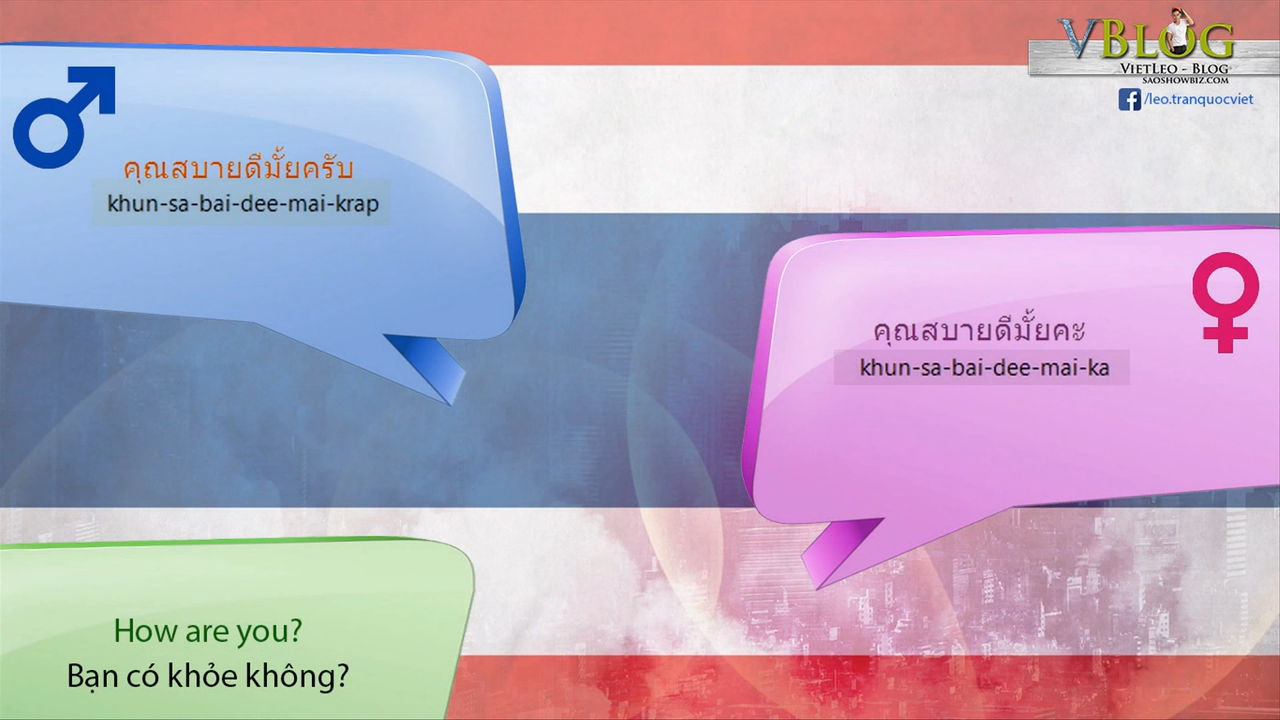 VBLOG
VIETLEO - BLOG
SAOSHOWBIZ.COM
/leo.tranquocviet
คุณสบายดีมั้ยครับ
khun-sa-bai-dee-mai-krap
คุณสบายดีมั้ยคะ
khun-sa-bai-dee-mai-ka
How are you?
Bạn có khỏe không?